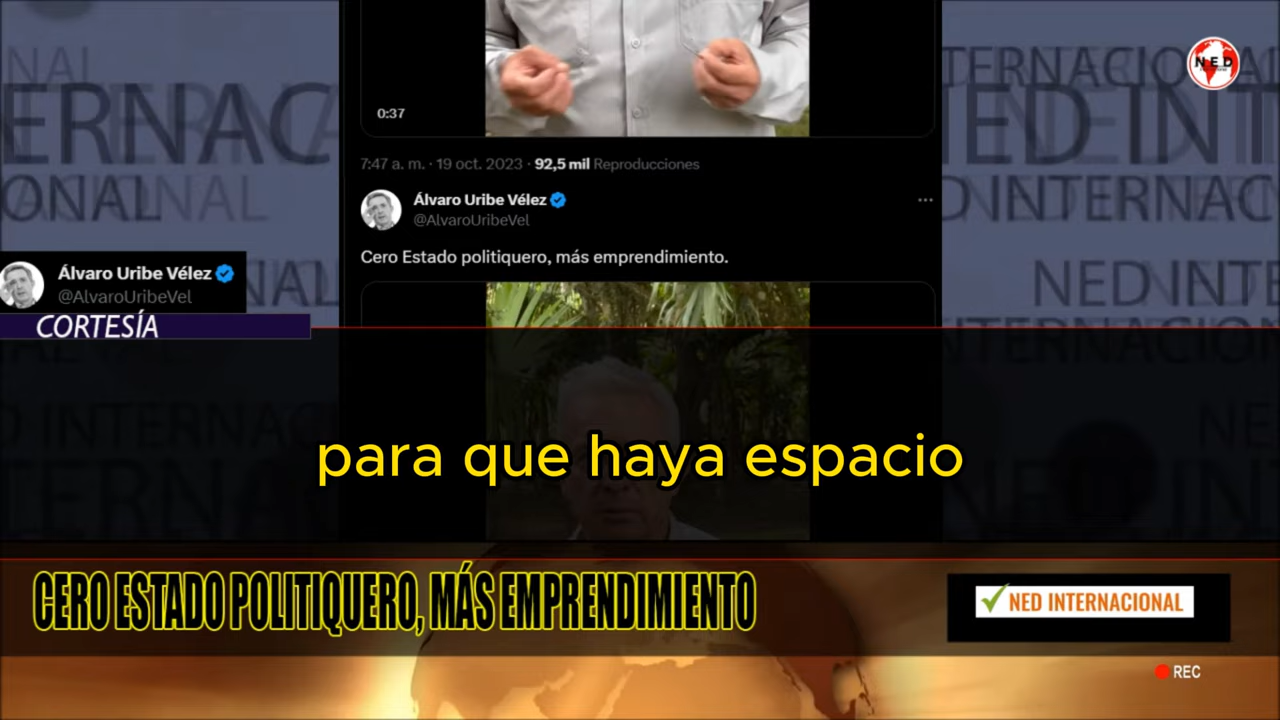 NED
0:37
7:47 a. m. · 19 oct. 2023 · 92,5 mil Reproducciones
Álvaro Uribe Vélez
@AlvaroUribeVel
Cero Estado politiquero, más emprendimiento.
Álvaro Uribe Vélez
@AlvaroUribeVel
CORTESÍA
para que haya espacio
CERO ESTADO POLITIQUERO, MÁS EMPRENDIMIENTO
NED INTERNACIONAL
REC